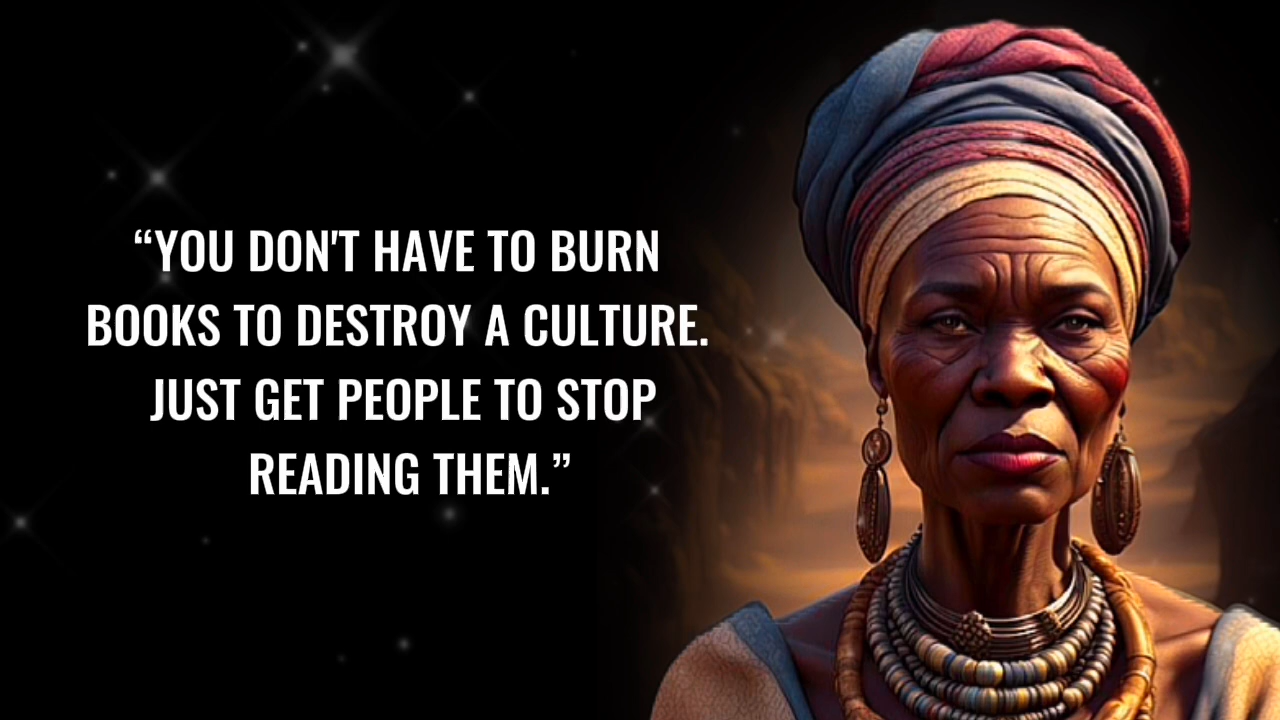 “YOU DON'T HAVE TO BURN
BOOKS TO DESTROY A CULTURE.
JUST GET PEOPLE TO STOP
READING THEM.”